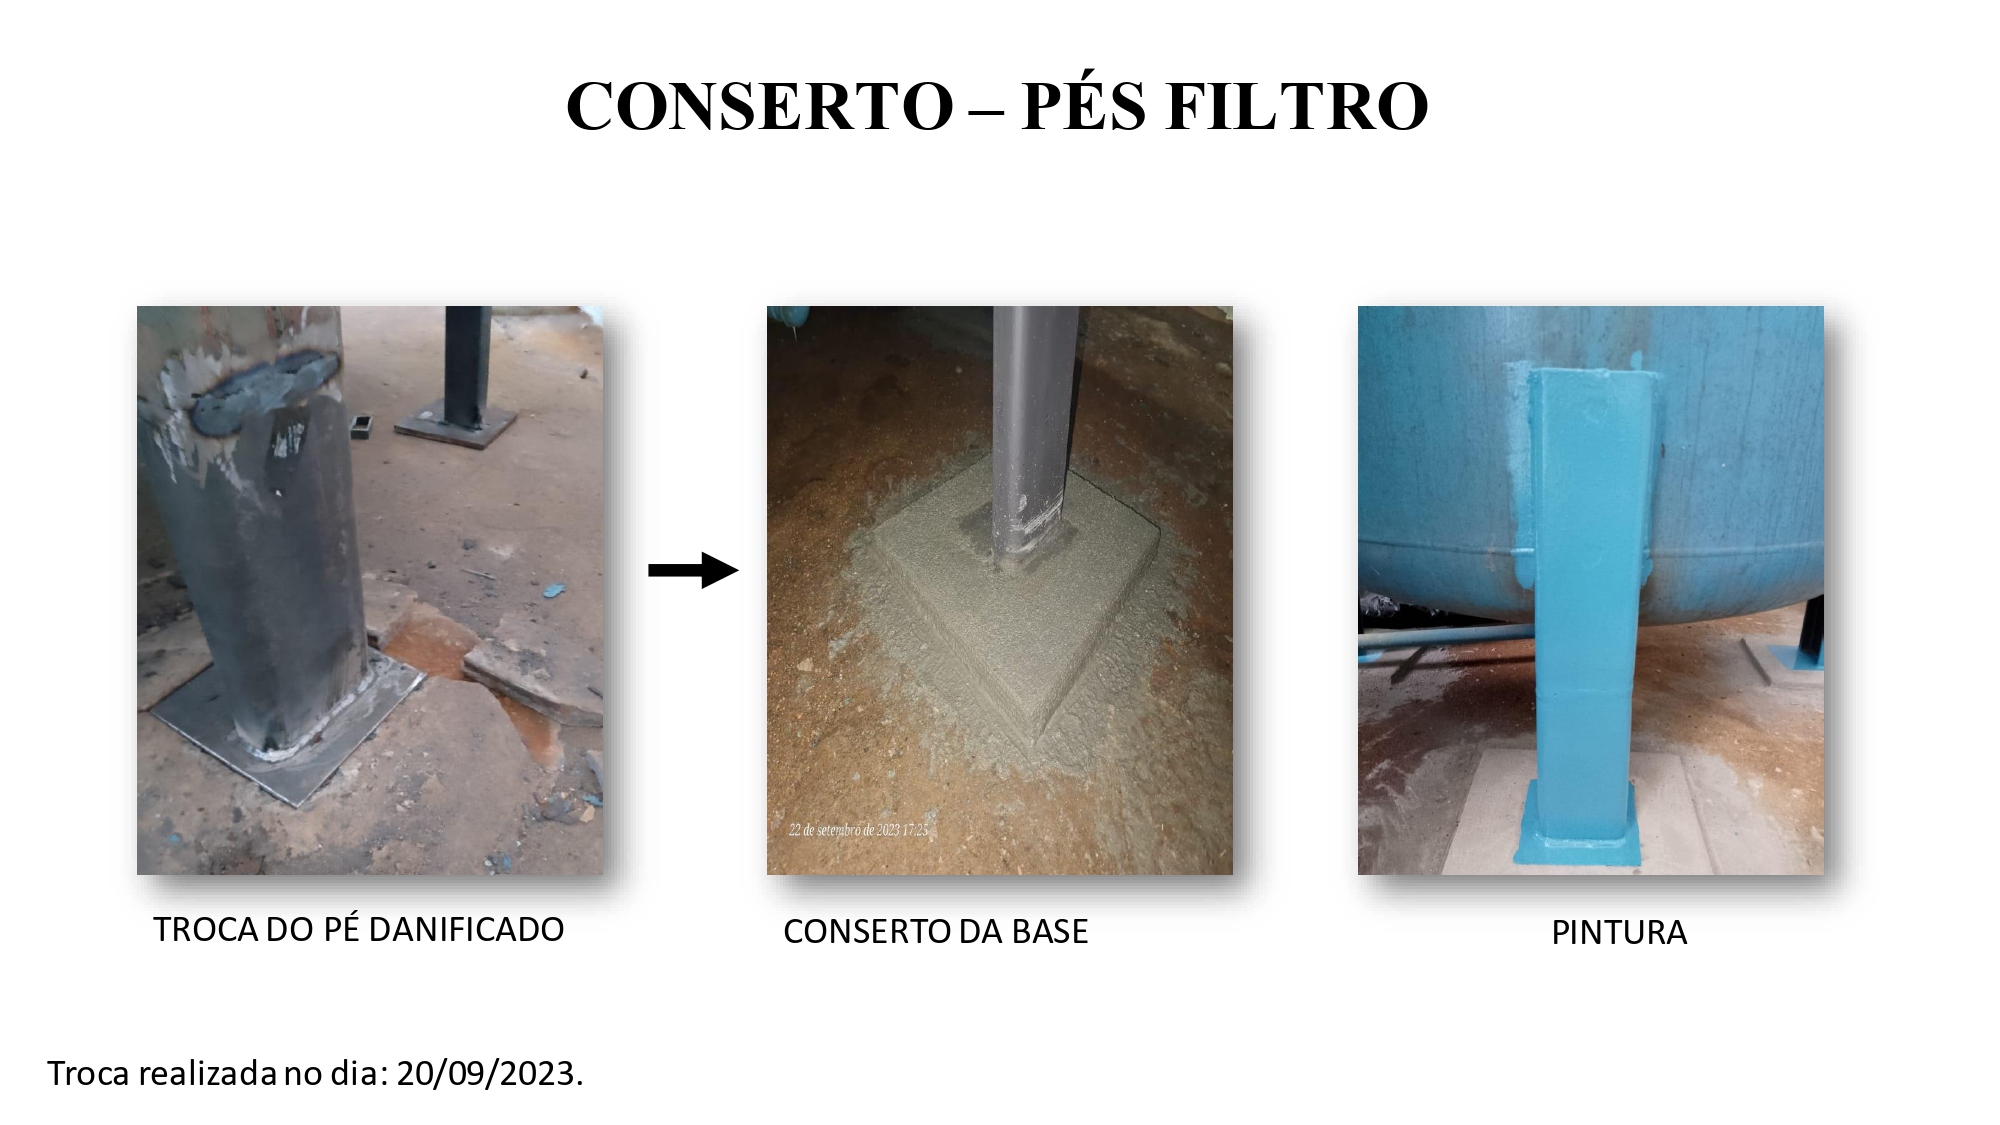 CONSERTO – PÉS FILTRO
22 de setembro de 2023 17:25
TROCA DO PÉ DANIFICADO
CONSERTO DA BASE
PINTURA
Troca realizada no dia: 20/09/2023.